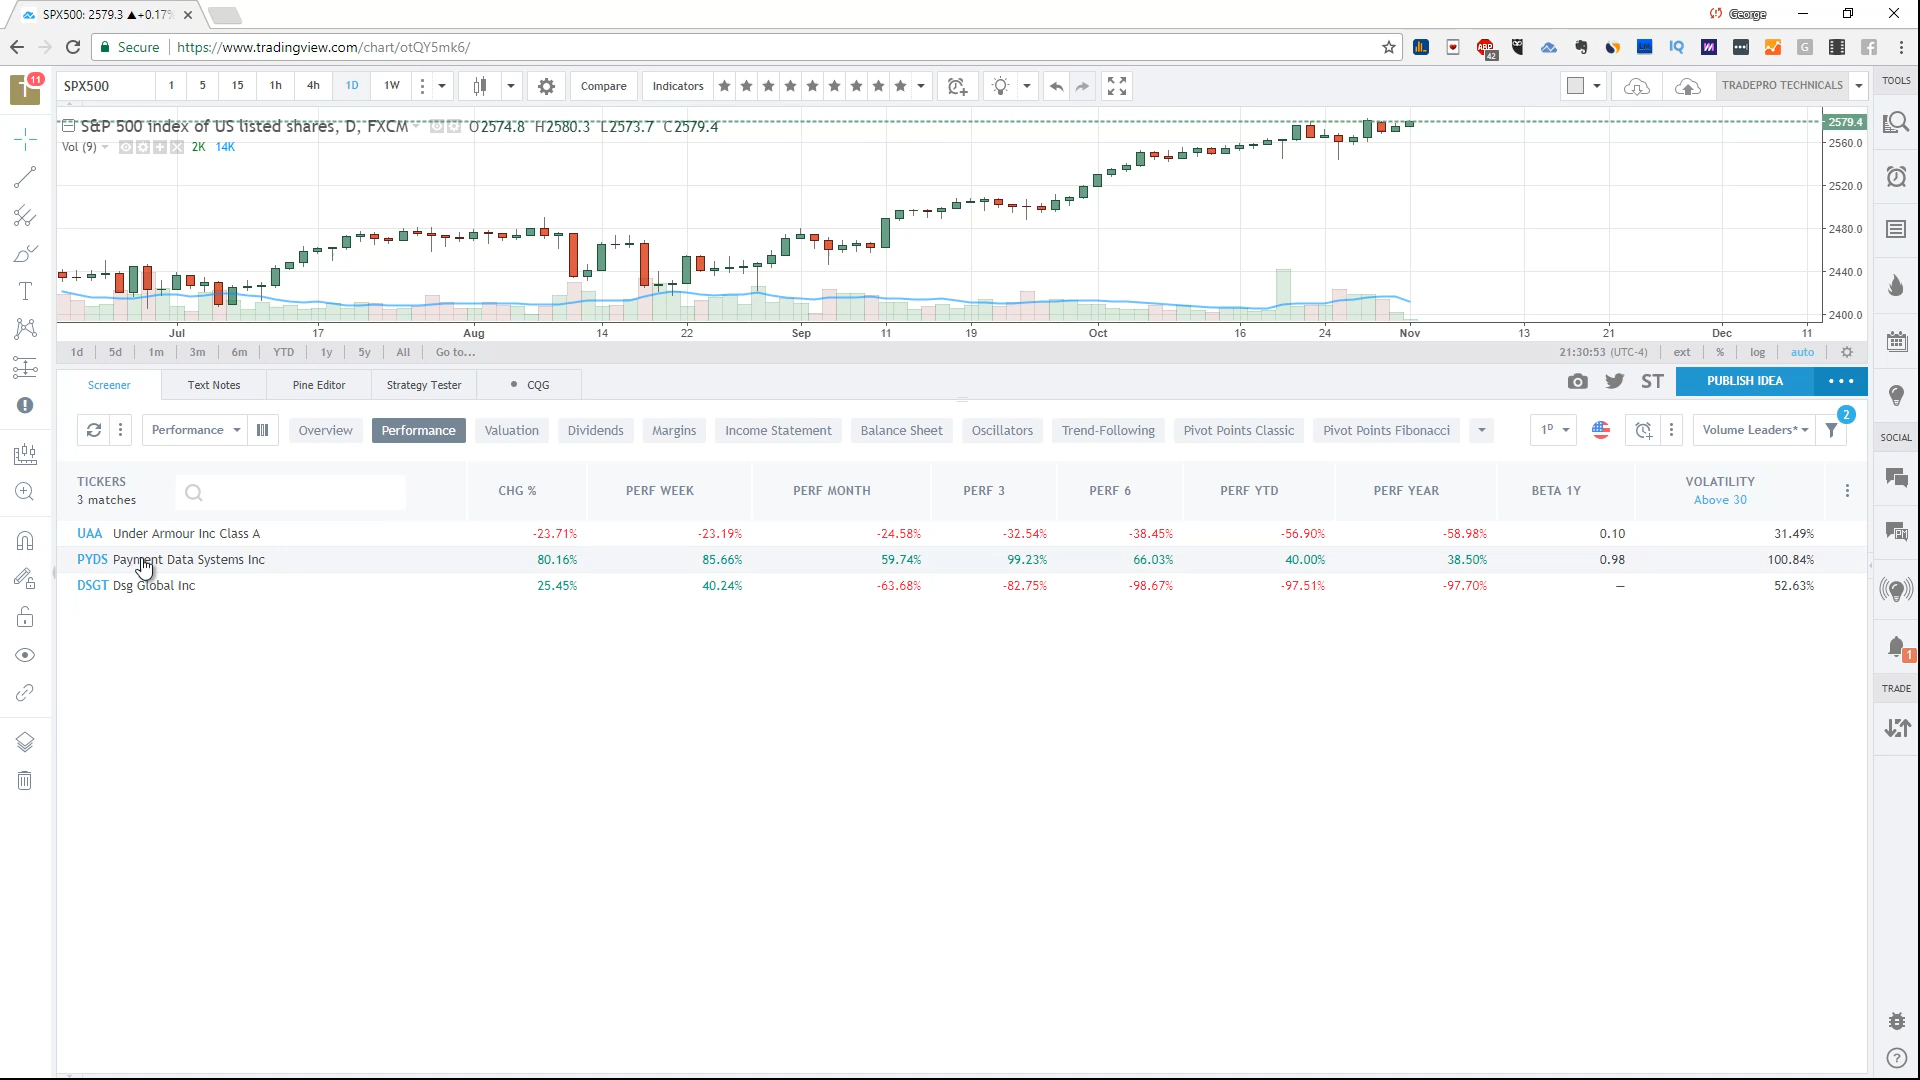 SPX500: 2579.3 ▲+0.17%
George
Secure https://www.tradingview.com/chart/otQY5mk6/
ABP 42
T 11
SPX500 1 5 15 1h 4h 1D 1W Compare Indicators TRADEPRO TECHNICALS TOOLS
S&P 500 index of US listed shares, D, FXCM O2574.8 H2580.3 L2573.7 C2579.4
Vol (9) 2K 14K
2579.4
2560.0
2520.0
2480.0
2440.0
2400.0
Jul 17 Aug 14 22 Sep 11 19 Oct 16 24 Nov 13 21 Dec 11
1d 5d 1m 3m 6m YTD 1y 5y All Go to... 21:30:53 (UTC-4) ext % log auto
Screener Text Notes Pine Editor Strategy Tester CQG ST PUBLISH IDEA
Performance Overview Performance Valuation Dividends Margins Income Statement Balance Sheet Oscillators Trend-Following Pivot Points Classic Pivot Points Fibonacci 1D Volume Leaders* 2
SOCIAL
TICKERS
3 matches
CHG % PERF WEEK PERF MONTH PERF 3 PERF 6 PERF YTD PERF YEAR BETA 1Y VOLATILITY
Above 30
UAA Under Armour Inc Class A -23.71% -23.19% -24.58% -32.54% -38.45% -56.90% -58.98% 0.10 31.49%
PYDS Payment Data Systems Inc 80.16% 85.66% 59.74% 99.23% 66.03% 40.00% 38.50% 0.98 100.84%
DSGT Dsg Global Inc 25.45% 40.24% -63.68% -82.75% -98.67% -97.51% -97.70% — 52.63%
1
TRADE